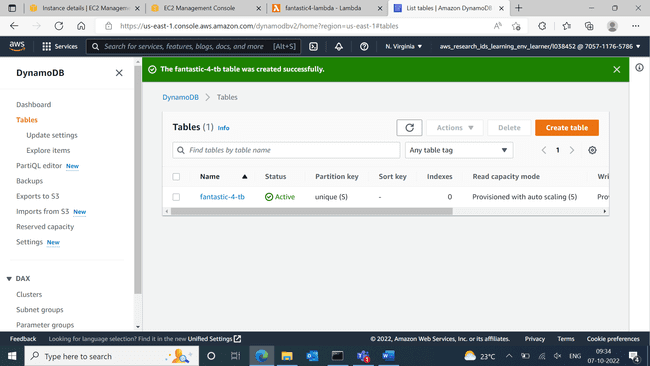 Instance details | EC2 Manageme
EC2 Management Console
fantastic4-lambda - Lambda
List tables | Amazon DynamoDB
https://us-east-1.console.aws.amazon.com/dynamodbv2/home?region=us-east-1#tables
aws
Services
Search for services, features, blogs, docs, and more
[Alt+S]
N. Virginia
aws_research_ids_learning_env_learner/I038452 @ 7057-1176-5786
DynamoDB
The fantastic-4-tb table was created successfully.
Dashboard
Tables
Update settings
Explore items
PartiQL editor New
Backups
Exports to S3
Imports from S3 New
Reserved capacity
Settings New
DAX
Clusters
Subnet groups
Parameter groups
DynamoDB > Tables
Tables (1) Info
Actions
Delete
Create table
Find tables by table name
Any table tag
1
Name Status Partition key Sort key Indexes Read capacity mode Wri
fantastic-4-tb Active unique (S) - 0 Provisioned with auto scaling (5) Prov
Feedback Looking for language selection? Find it in the new Unified Settings
© 2022, Amazon Web Services, Inc. or its affiliates. Privacy Terms Cookie preferences
Type here to search
23°C
ENG
09:34
07-10-2022
4